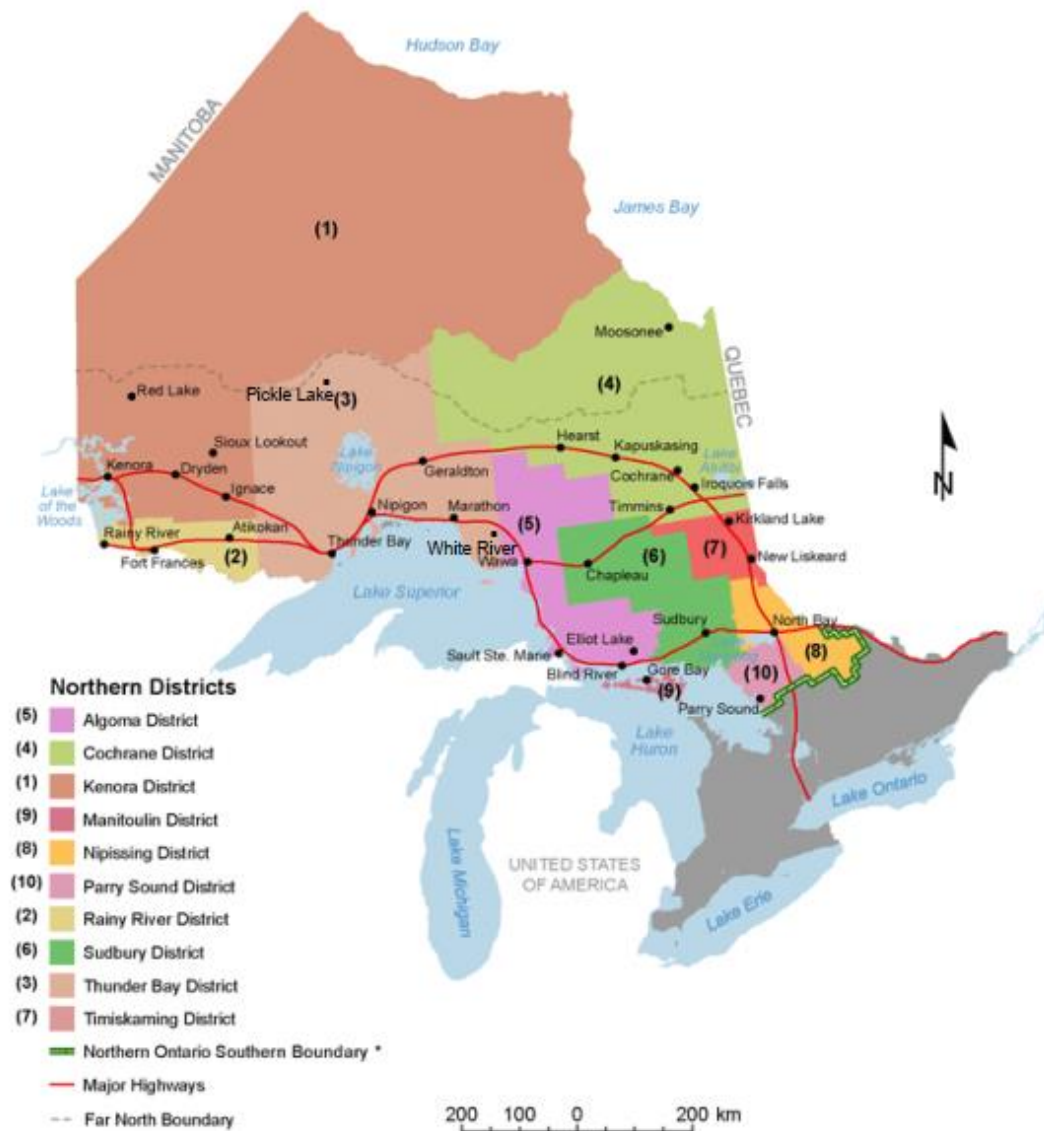 Hudson Bay
MANITOBA
James Bay
(1)
Moosonee
QUEBEC
(4)
Red Lake
Pickle Lake
(3)
Sioux Lookout
Lake
Nipigon
Hearst
Kapuskasing
Kenora
Dryden
Geraldton
Cochrane
Lake
Abitibi
Iroquois Falls
N
Lake
of the
Woods
Ignace
Nipigon
Marathon
Timmins
(5)
Kirkland Lake
Rainy River
Atikokan
White River
(7)
(2)
Thunder Bay
(6)
New Liskeard
Fort Frances
Wawa
Chapleau
Lake Superior
Sudbury
North Bay
Elliot Lake
(8)
Sault Ste. Marie
Blind River
Gore Bay
(10)
(9)
Parry Sound
Lake
Huron
Lake Ontario
Lake Michigan
UNITED STATES
OF AMERICA
Lake Erie
Northern Districts
(5) Algoma District
(4) Cochrane District
(1) Kenora District
(9) Manitoulin District
(8) Nipissing District
(10) Parry Sound District
(2) Rainy River District
(6) Sudbury District
(3) Thunder Bay District
(7) Timiskaming District
Northern Ontario Southern Boundary *
Major Highways
Far North Boundary
200 100 0 200 km